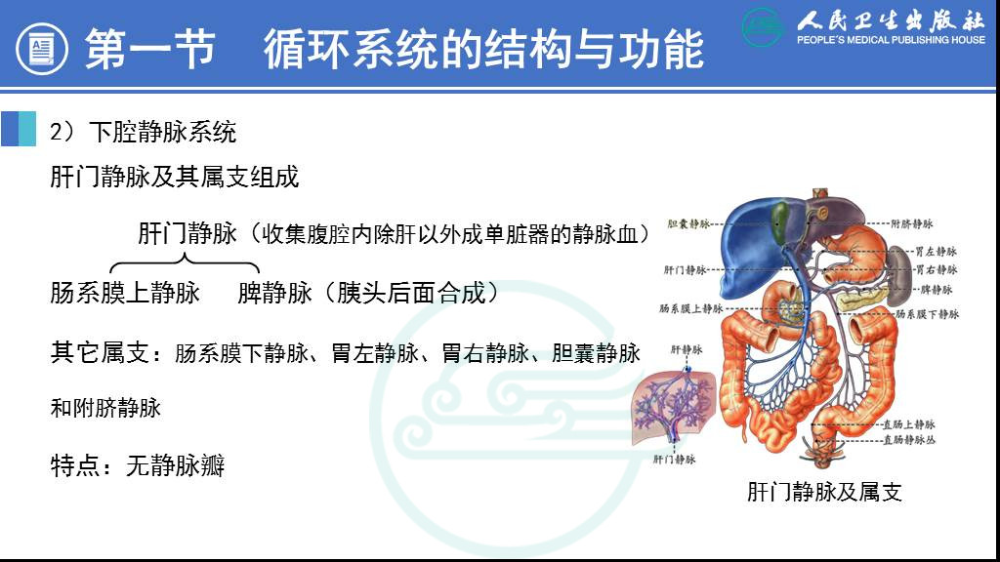 第一节 循环系统的结构与功能
人民卫生出版社
PEOPLE'S MEDICAL PUBLISHING HOUSE
2）下腔静脉系统
肝门静脉及其属支组成
肝门静脉（收集腹腔内除肝以外成单脏器的静脉血）
肠系膜上静脉 脾静脉（胰头后面合成）
其它属支：肠系膜下静脉、胃左静脉、胃右静脉、胆囊静脉
和附脐静脉
特点：无静脉瓣
胆囊静脉
附脐静脉
胃左静脉
肝门静脉
胃右静脉
脾静脉
肠系膜上静脉
肠系膜下静脉
肝静脉
直肠上静脉
直肠静脉丛
肝门静脉
肝门静脉及属支